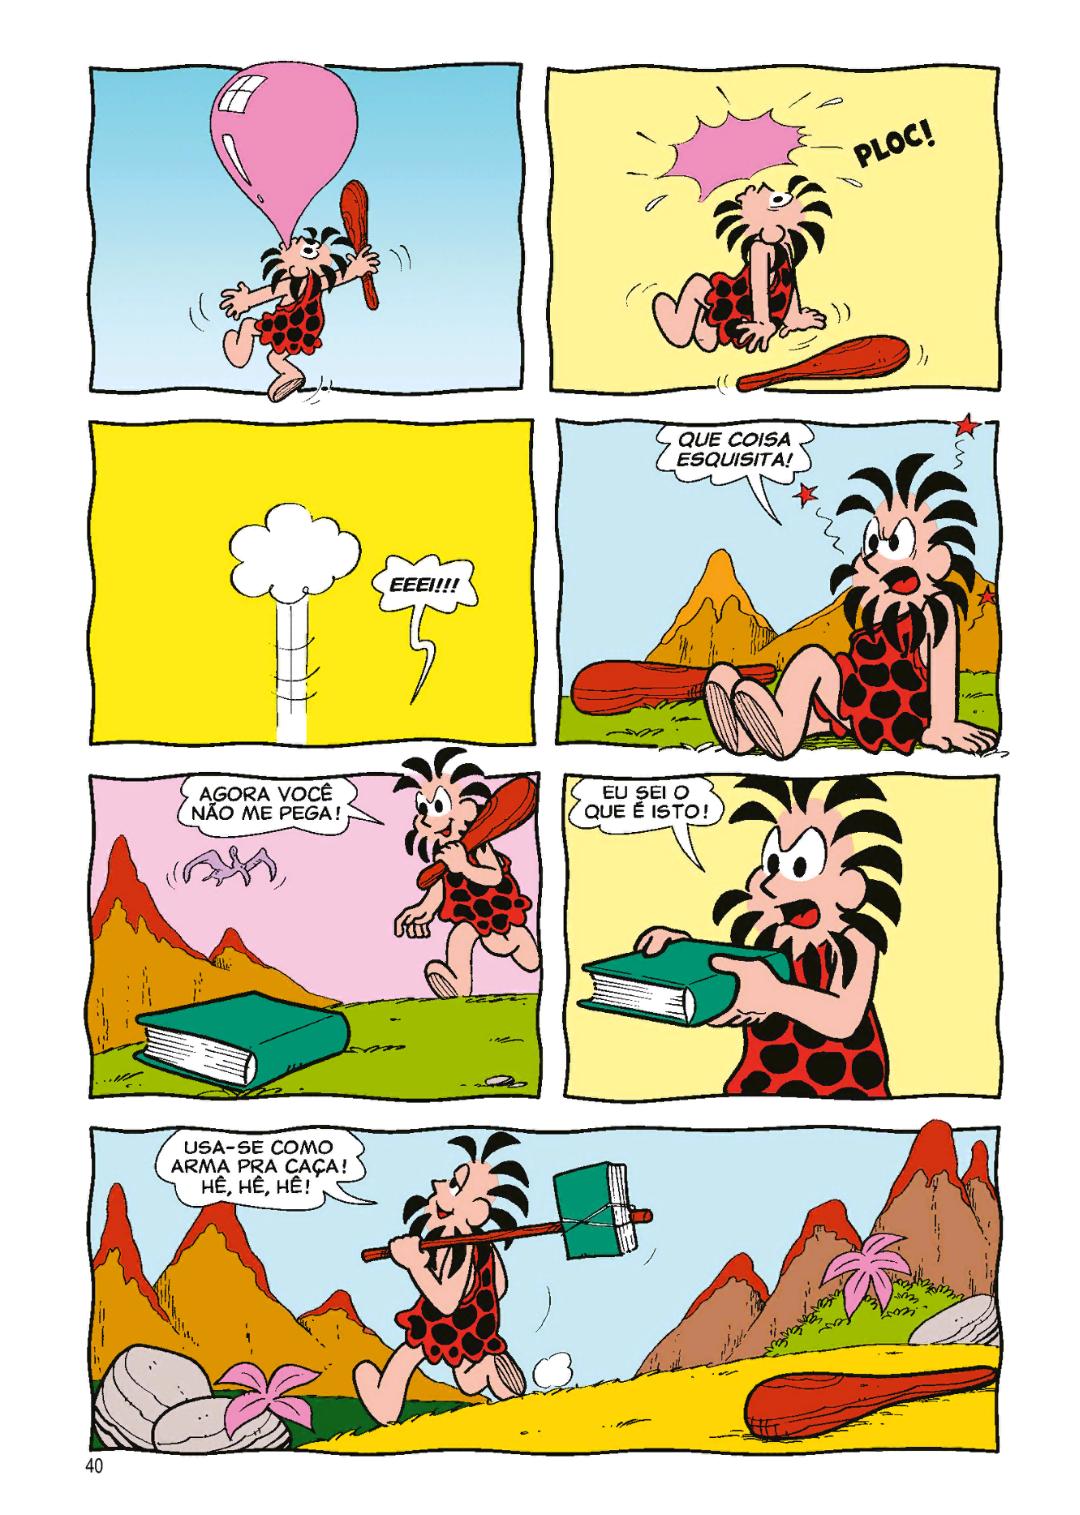 PLOC!
EEEI!!!
QUE COISA
ESQUISITA!
AGORA VOCÊ
NÃO ME PEGA!
EU SEI O
QUE É ISTO!
USA-SE COMO
ARMA PRA CAÇA!
HÊ, HÊ, HÊ!
40